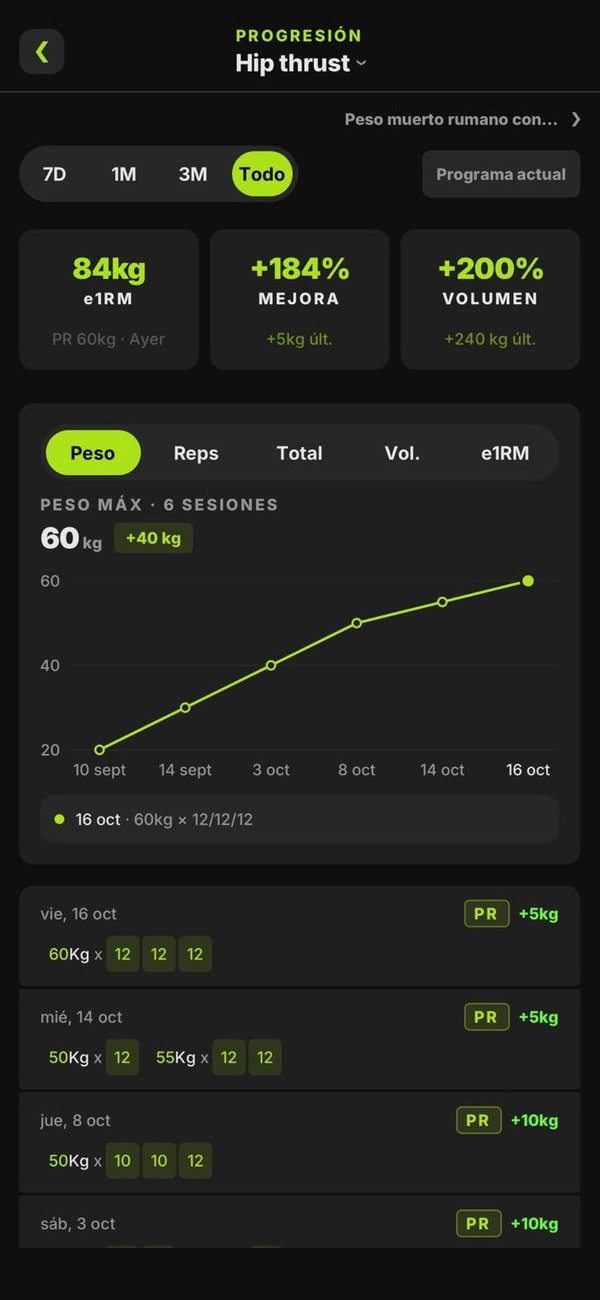 PROGRESIÓN
Hip thrust
Peso muerto rumano con...
7D 1M 3M Todo
Programa actual
84kg
e1RM
PR 60kg · Ayer
+184%
MEJORA
+5kg últ.
+200%
VOLUMEN
+240 kg últ.
Peso Reps Total Vol. e1RM
PESO MÁX · 6 SESIONES
60 kg +40 kg
60
40
20
10 sept 14 sept 3 oct 8 oct 14 oct 16 oct
16 oct · 60kg × 12/12/12
vie, 16 oct PR +5kg
60Kg x 12 12 12
mié, 14 oct PR +5kg
50Kg x 12 55Kg x 12 12
jue, 8 oct PR +10kg
50Kg x 10 10 12
sáb, 3 oct PR +10kg